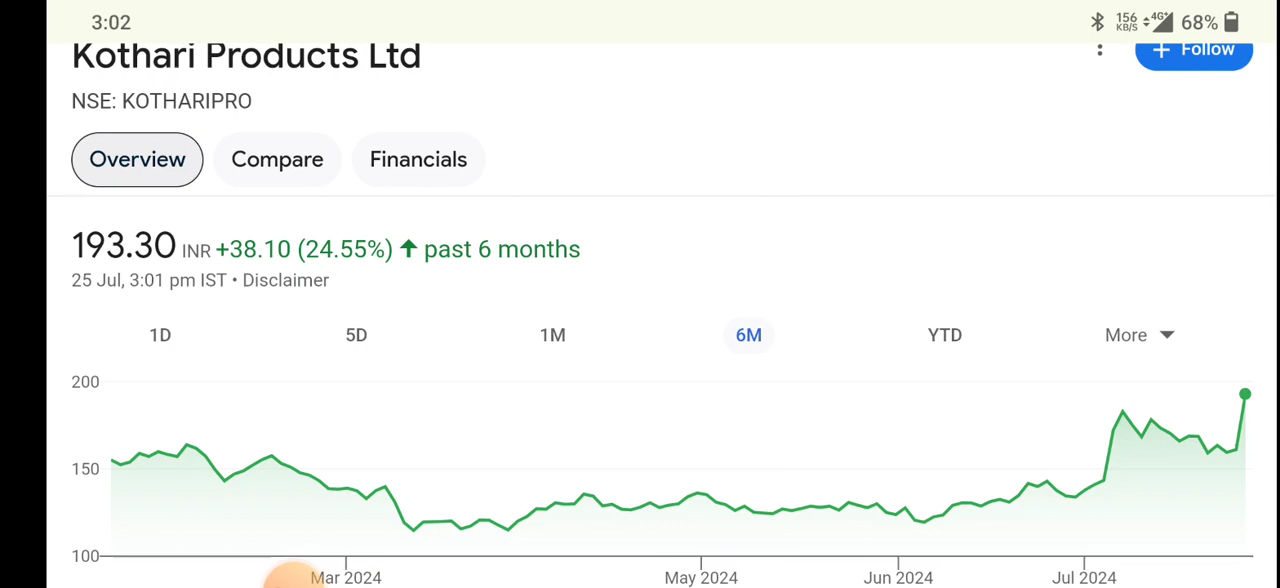 3:02
156 KB/S 4G+ 68%
Kothari Products Ltd
+ Follow
NSE: KOTHARIPRO
Overview Compare Financials
193.30 INR +38.10 (24.55%) ↑ past 6 months
25 Jul, 3:01 pm IST • Disclaimer
1D 5D 1M 6M YTD More
200
150
100
Mar 2024 May 2024 Jun 2024 Jul 2024